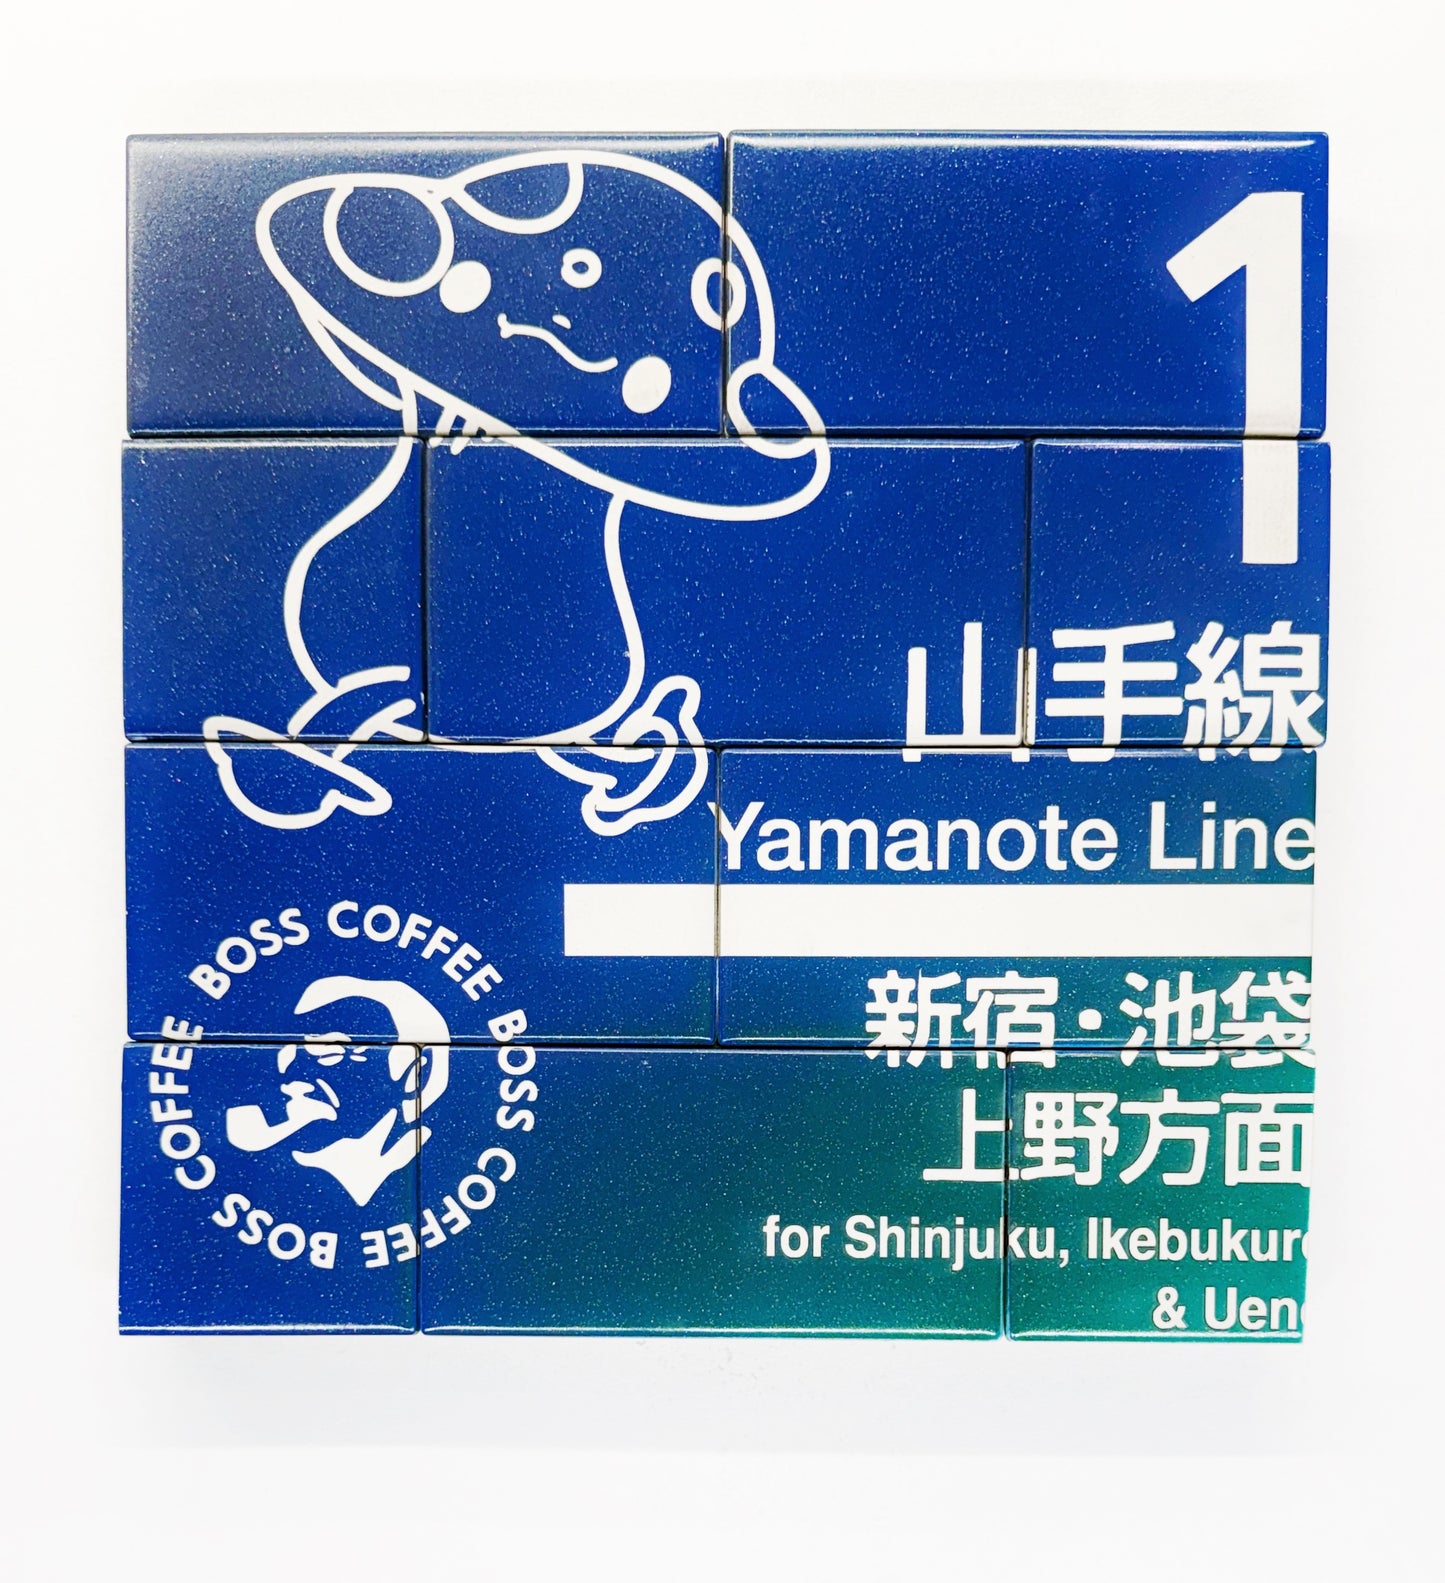 1
山手線
Yamanote Line
新宿・池袋
上野方面
for Shinjuku, Ikebukuro
& Ueno
BOSS COFFEE BOSS COFFEE BOSS COFFEE